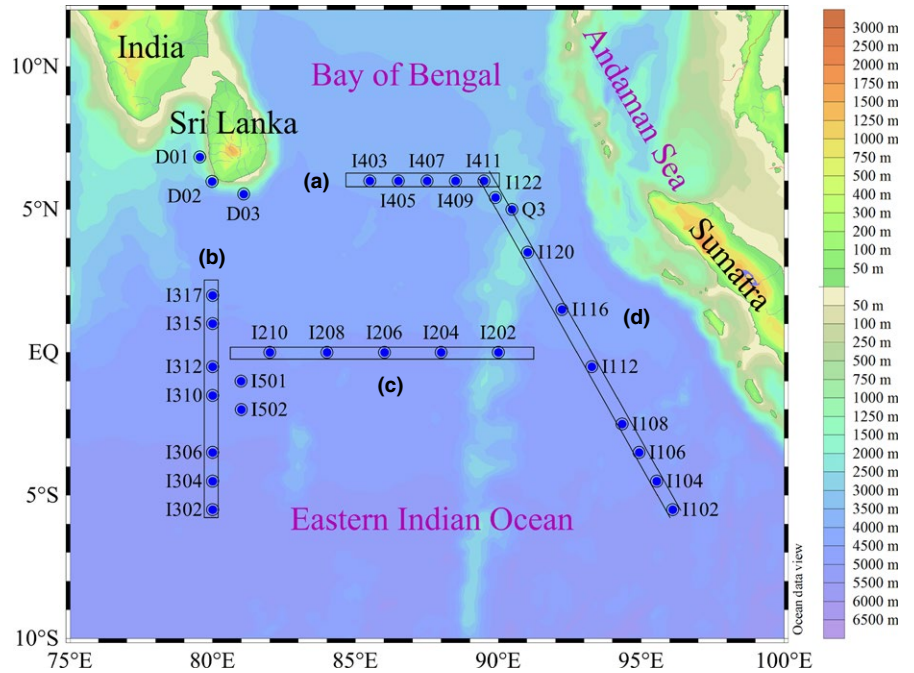 India
Bay of Bengal
Andaman Sea
Sri Lanka
Sumatra
Eastern Indian Ocean
10°N
5°N
EQ
5°S
10°S
75°E
80°E
85°E
90°E
95°E
100°E
D01
D02
D03
(a)
I403
I407
I411
I405
I409
I122
Q3
I120
I116
(d)
I112
I108
I106
I104
I102
(b)
I317
I315
I312
I310
I306
I304
I302
I210
I208
I206
I204
I202
(c)
I501
I502
Ocean data view
3000 m
2500 m
2000 m
1500 m
1250 m
1000 m
750 m
500 m
400 m
300 m
200 m
100 m
50 m
50 m
100 m
250 m
500 m
750 m
1000 m
1500 m
2000 m
2500 m
3000 m
3500 m
4000 m
4500 m
5000 m
5500 m
6000 m
6500 m